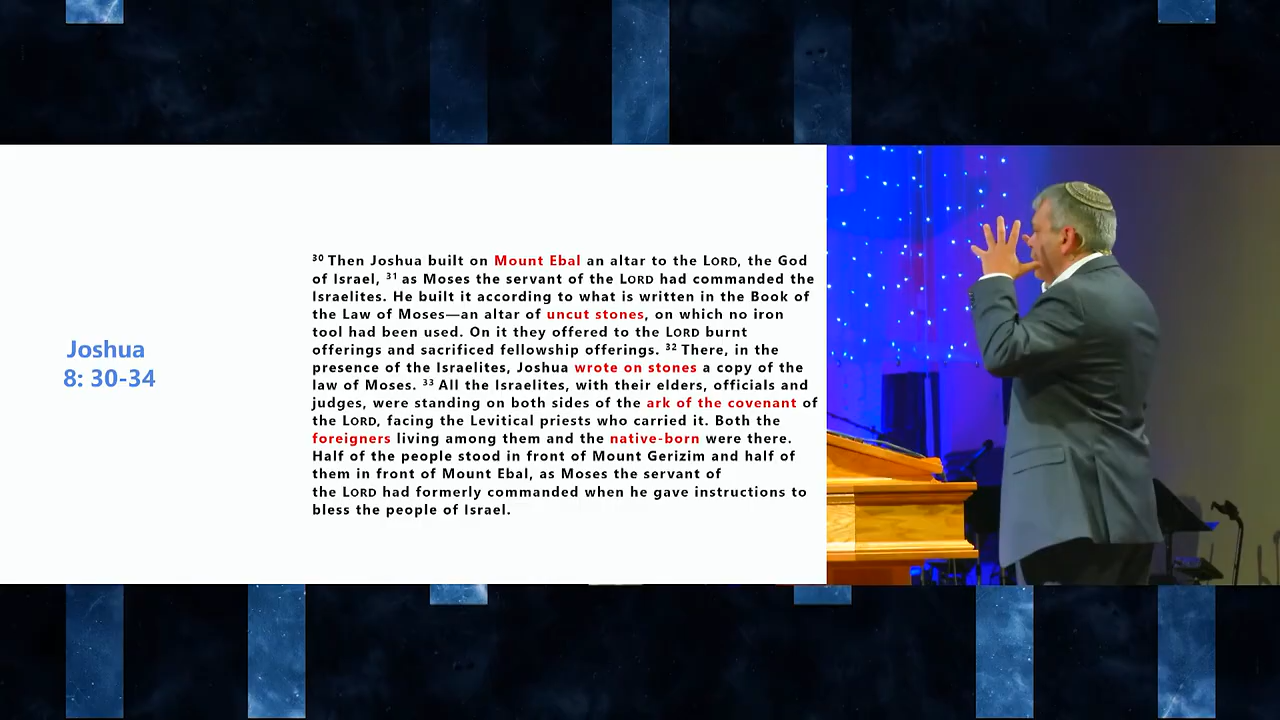 Joshua
8: 30-34
³⁰ Then Joshua built on Mount Ebal an altar to the LORD, the God
of Israel, ³¹ as Moses the servant of the LORD had commanded the
Israelites. He built it according to what is written in the Book of
the Law of Moses—an altar of uncut stones, on which no iron
tool had been used. On it they offered to the LORD burnt
offerings and sacrificed fellowship offerings. ³² There, in the
presence of the Israelites, Joshua wrote on stones a copy of the
law of Moses. ³³ All the Israelites, with their elders, officials and
judges, were standing on both sides of the ark of the covenant of
the LORD, facing the Levitical priests who carried it. Both the
foreigners living among them and the native-born were there.
Half of the people stood in front of Mount Gerizim and half of
them in front of Mount Ebal, as Moses the servant of
the LORD had formerly commanded when he gave instructions to
bless the people of Israel.